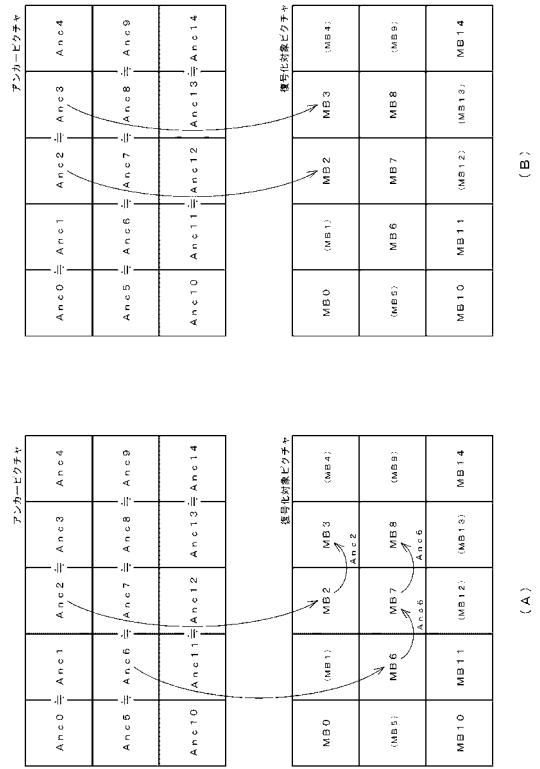 アンカーピクチャ
Anc0 ≒ Anc1 Anc2 ≒ Anc3 Anc4
Anc5 ≒ Anc6 ≒ Anc7 ≒ Anc8 ≒ Anc9
Anc10 Anc11 ≒ Anc12 Anc13 ≒ Anc14
復号化対象ピクチャ
MB0 (MB1) MB2 MB3 (MB4)
Anc2
(MB5) MB6 MB7 MB8 (MB9)
Anc6 Anc6
MB10 MB11 (MB12) (MB13) MB14
(A)
アンカーピクチャ
Anc0 ≒ Anc1 Anc2 ≒ Anc3 Anc4
Anc5 ≒ Anc6 ≒ Anc7 ≒ Anc8 ≒ Anc9
Anc10 Anc11 ≒ Anc12 Anc13 ≒ Anc14
復号化対象ピクチャ
MB0 (MB1) MB2 MB3 (MB4)
(MB5) MB6 MB7 MB8 (MB9)
MB10 MB11 (MB12) (MB13) MB14
(B)